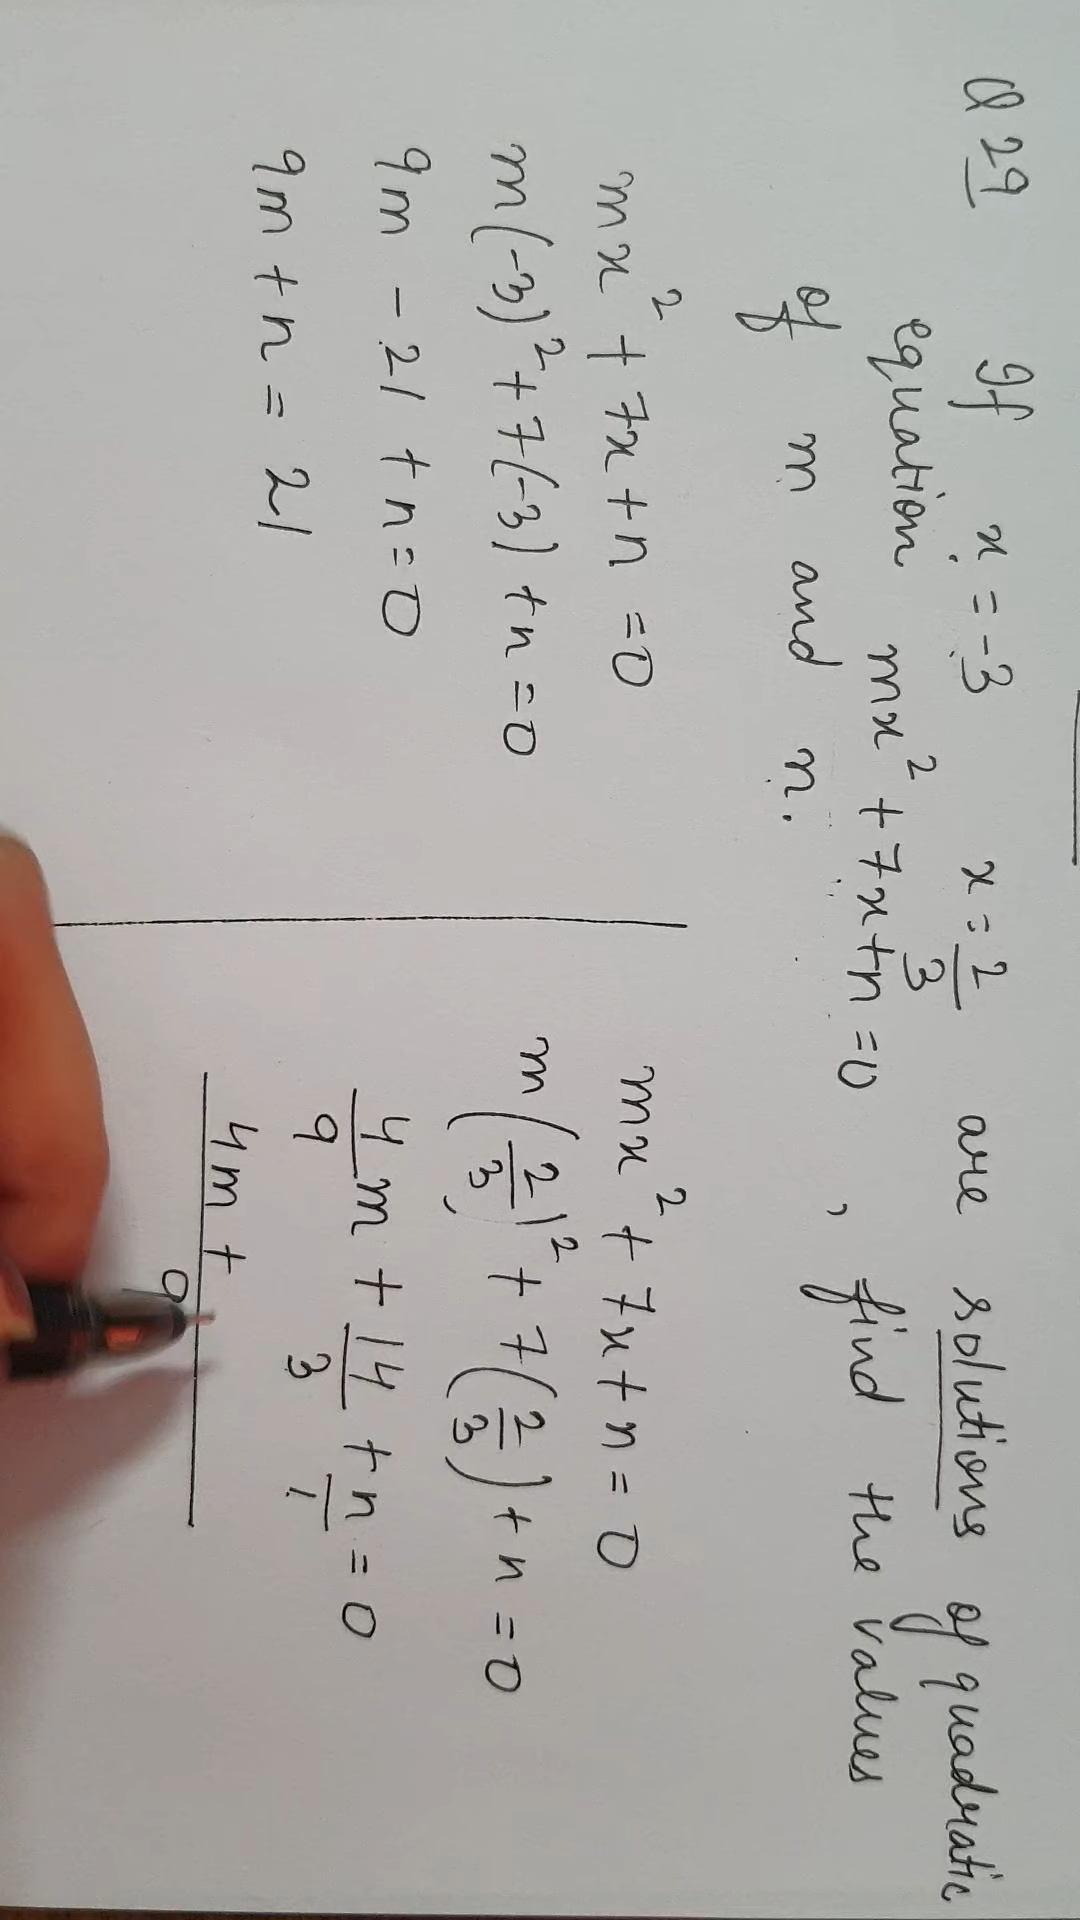 Q 29 If x = -3 x = 2/3 are solutions of quadratic
equation mx² + 7x + n = 0, find the values
of m and n.
mx² + 7x + n = 0
m(-3)² + 7(-3) + n = 0
9m - 21 + n = 0
9m + n = 21
mx² + 7x + n = 0
m(2/3)² + 7(2/3) + n = 0
4/9 m + 14/3 + n/1 = 0
4m +
9